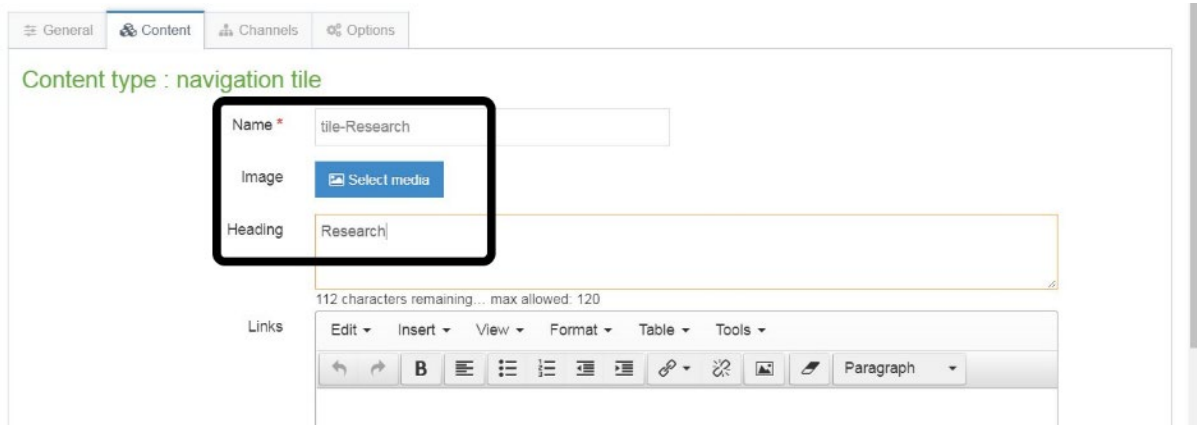 General Content Channels Options
Content type : navigation tile
Name * tile-Research
Image Select media
Heading Research
112 characters remaining... max allowed: 120
Links Edit Insert View Format Table Tools
B Paragraph